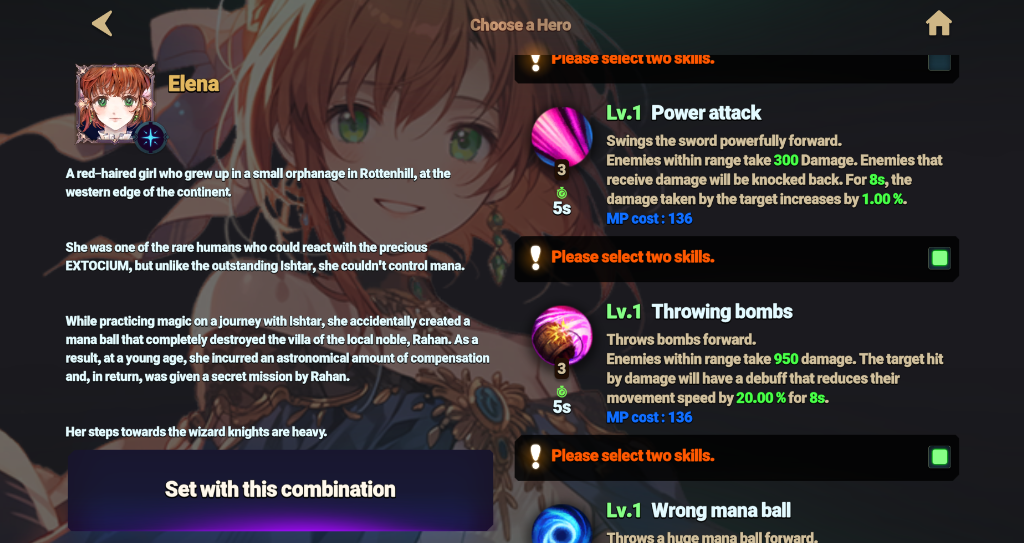 Choose a Hero
Elena
A red-haired girl who grew up in a small orphanage in Rottenhill, at the
western edge of the continent.
She was one of the rare humans who could react with the precious
EXTOCIUM, but unlike the outstanding Ishtar, she couldn't control mana.
While practicing magic on a journey with Ishtar, she accidentally created a
mana ball that completely destroyed the villa of the local noble, Rahan. As a
result, at a young age, she incurred an astronomical amount of compensation
and, in return, was given a secret mission by Rahan.
Her steps towards the wizard knights are heavy.
Set with this combination
Please select two skills.
Lv.1 Power attack
Swings the sword powerfully forward.
Enemies within range take 300 Damage. Enemies that
receive damage will be knocked back. For 8s, the
damage taken by the target increases by 1.00 %.
MP cost : 136
3
5s
Please select two skills.
Lv.1 Throwing bombs
Throws bombs forward.
Enemies within range take 950 damage. The target hit
by damage will have a debuff that reduces their
movement speed by 20.00 % for 8s.
MP cost : 136
3
5s
Please select two skills.
Lv.1 Wrong mana ball
Throws a huge mana ball forward.